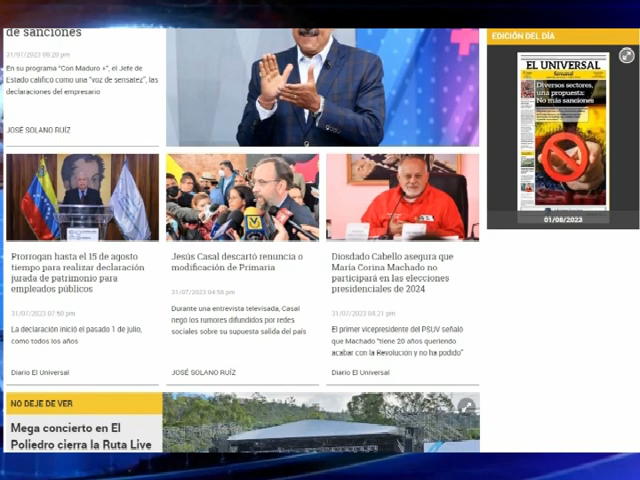 de sanciones
31/07/2023 08:20 pm
En su programa "Con Maduro +", el Jefe de
Estado calificó como una "voz de sensatez", las
declaraciones del empresario
JOSÉ SOLANO RUÍZ
Prorrogan hasta el 15 de agosto
tiempo para realizar declaración
jurada de patrimonio para
empleados públicos
31/07/2023 07:50 pm
La declaración inició el pasado 1 de julio,
como todos los años
Diario El Universal
Jesús Casal descartó renuncia o
modificación de Primaria
31/07/2023 04:58 pm
Durante una entrevista televisada, Casal
negó los rumores difundidos por redes
sociales sobre su supuesta salida del país
JOSÉ SOLANO RUÍZ
Diosdado Cabello asegura que
María Corina Machado no
participará en las elecciones
presidenciales de 2024
31/07/2023 04:21 pm
El primer vicepresidente del PSUV señaló
que Machado "tiene 20 años queriendo
acabar con la Revolución y no ha podido"
Diario El Universal
NO DEJE DE VER
Mega concierto en El
Poliedro cierra la Ruta Live
EDICIÓN DEL DÍA
EL UNIVERSAL
Diversos sectores,
una propuesta:
No más sanciones
01/08/2023